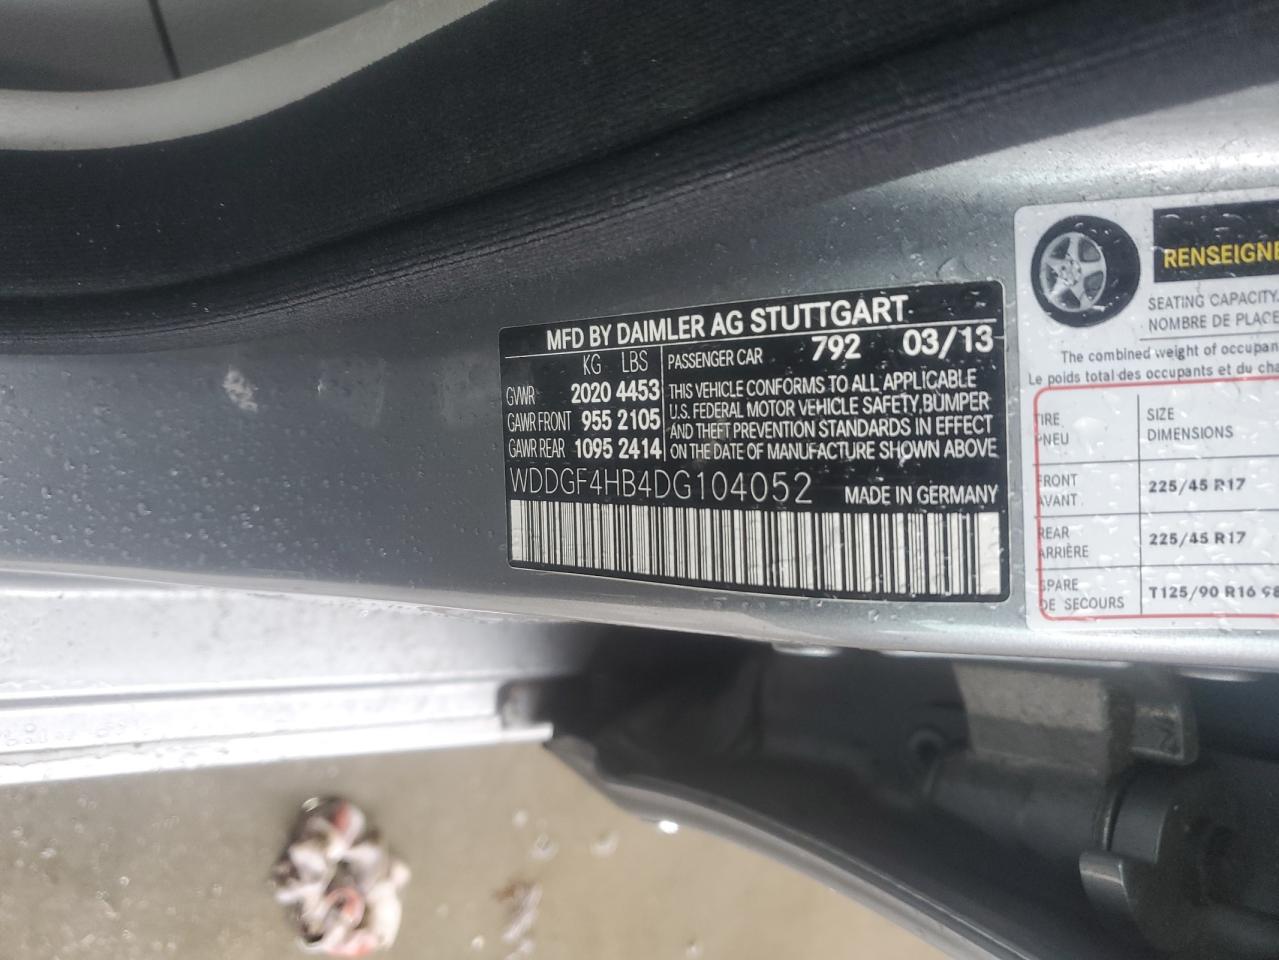 MFD BY DAIMLER AG STUTTGART
KG LBS PASSENGER CAR 792 03/13
GVWR 2020 4453
GAWR FRONT 955 2105
GAWR REAR 1095 2414
THIS VEHICLE CONFORMS TO ALL APPLICABLE
U.S. FEDERAL MOTOR VEHICLE SAFETY, BUMPER
AND THEFT PREVENTION STANDARDS IN EFFECT
ON THE DATE OF MANUFACTURE SHOWN ABOVE
WDDGF4HB4DG104052 MADE IN GERMANY
RENSEIGNE
SEATING CAPACITY
NOMBRE DE PLACE
The combined weight of occupan
Le poids total des occupants et du cha
TIRE SIZE
PNEU DIMENSIONS
FRONT
AVANT 225/45 R17
REAR
ARRIÈRE 225/45 R17
SPARE
DE SECOURS T125/90 R16 98